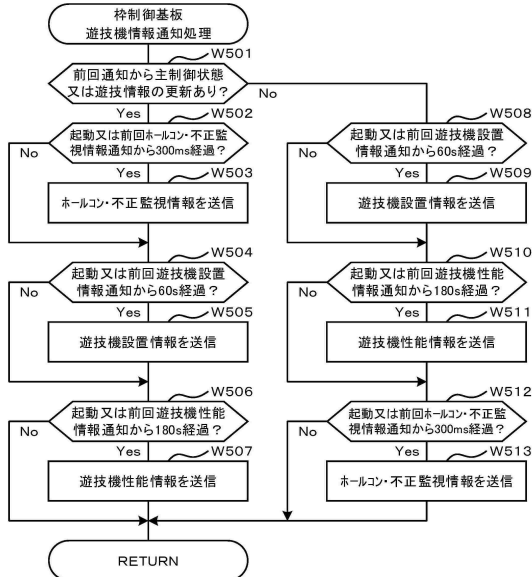 枠制御基板
遊技機情報通知処理
W501
前回通知から主制御状態
又は遊技情報の更新あり？
Yes
No
W502
起動又は前回ホールコン・不正監
視情報通知から300ms経過？
No
Yes
W503
ホールコン・不正監視情報を送信
W504
起動又は前回遊技機設置
情報通知から60s経過？
No
Yes
W505
遊技機設置情報を送信
W506
起動又は前回遊技機性能
情報通知から180s経過？
No
Yes
W507
遊技機性能情報を送信
W508
起動又は前回遊技機設置
情報通知から60s経過？
No
Yes
W509
遊技機設置情報を送信
W510
起動又は前回遊技機性能
情報通知から180s経過？
No
Yes
W511
遊技機性能情報を送信
W512
起動又は前回ホールコン・不正監
視情報通知から300ms経過？
No
Yes
W513
ホールコン・不正監視情報を送信
RETURN